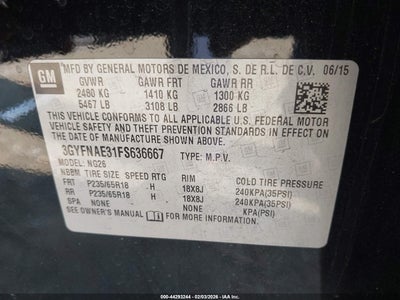 GM
MFD BY GENERAL MOTORS DE MEXICO, S. DE R.L. DE C.V. 06/15
GVWR GAWR FRT GAWR RR
2480 KG 1410 KG 1300 KG
5467 LB 3108 LB 2866 LB
THIS VEHICLE CONFORMS TO ALL APPLICABLE U.S. FEDERAL MOTOR
VEHICLE SAFETY AND THEFT PREVENTION STANDARDS IN EFFECT
ON THE DATE OF MANUFACTURE SHOWN ABOVE.
3GYFNAE31FS636667 TYPE: M.P.V.
MODEL: NG26
NBBM TIRE SIZE SPEED RTG RIM COLD TIRE PRESSURE
FRT P235/65R18 H 18X8J 240KPA(35PSI)
RR P235/65R18 H 18X8J 240KPA(35PSI)
SPA NONE NONE KPA(PSI)
SEE OWNER'S MANUAL FOR ADDITIONAL INFORMATION.
000-44293244 - 02/03/2026 - IAA Inc.